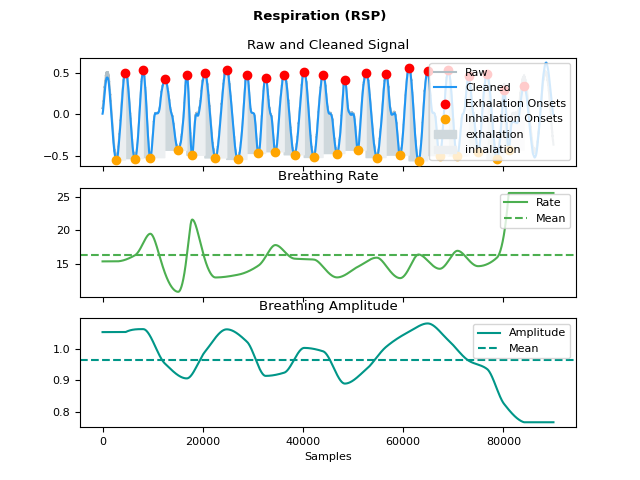 Respiration (RSP)
Raw and Cleaned Signal
0.5
0.0
−0.5
Raw
Cleaned
Exhalation Onsets
Inhalation Onsets
exhalation
inhalation
Breathing Rate
25
20
15
Rate
Mean
Breathing Amplitude
1.0
0.9
0.8
Amplitude
Mean
0
20000
40000
60000
80000
Samples